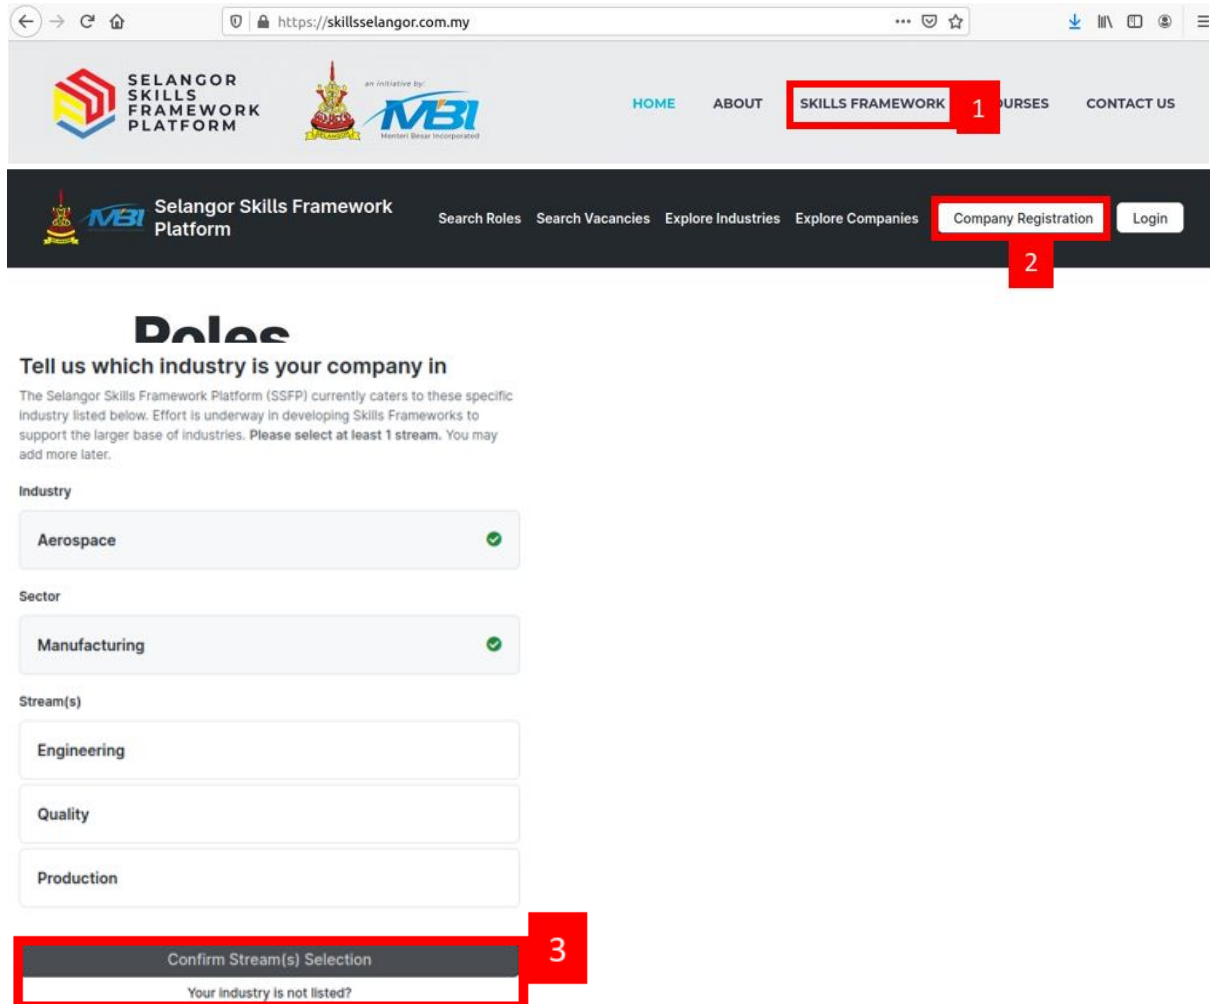 https://skillsselangor.com.my
SELANGOR
SKILLS
FRAMEWORK
PLATFORM
SELANGOR
an initiative by:
MBI
Menteri Besar Incorporated
HOME ABOUT SKILLS FRAMEWORK 1 OURSES CONTACT US
MBI
Selangor Skills Framework
Platform
Search Roles Search Vacancies Explore Industries Explore Companies Company Registration Login
2
Roles
Tell us which industry is your company in
The Selangor Skills Framework Platform (SSFP) currently caters to these specific
industry listed below. Effort is underway in developing Skills Frameworks to
support the larger base of industries. Please select at least 1 stream. You may
add more later.
Industry
Aerospace
Sector
Manufacturing
Stream(s)
Engineering
Quality
Production
Confirm Stream(s) Selection
3
Your industry is not listed?